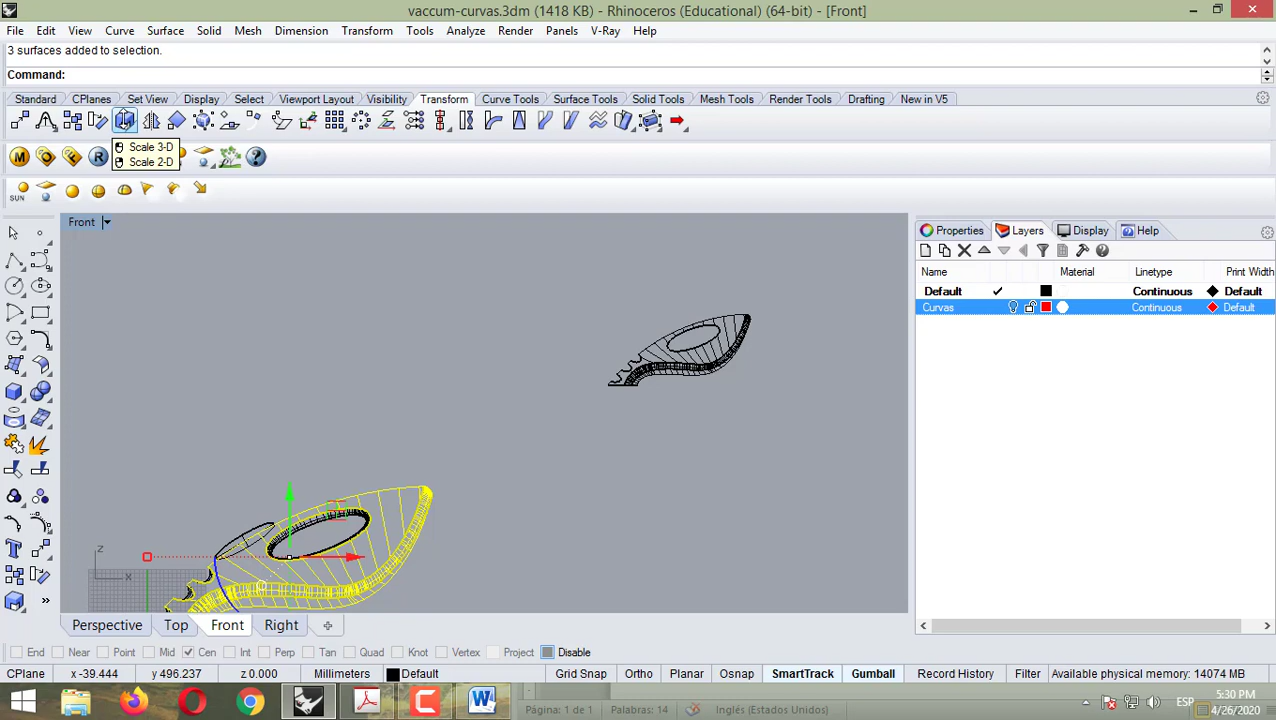 vaccum-curvas.3dm (1418 KB) - Rhinoceros (Educational) (64-bit) - [Front]
File Edit View Curve Surface Solid Mesh Dimension Transform Tools Analyze Render Panels V-Ray Help
3 surfaces added to selection.
Command:
Standard CPlanes Set View Display Select Viewport Layout Visibility Transform Curve Tools Surface Tools Solid Tools Mesh Tools Render Tools Drafting New in V5
Scale 3-D
M O F R Scale 2-D
SUN
Front
Properties Layers Display Help
Name Material Linetype Print Width
Default Continuous Default
Curvas Continuous Default
z
x
Perspective Top Front Right
End Near Point Mid Cen Int Perp Tan Quad Knot Vertex Project Disable
CPlane x -39.444 y 496.237 z 0.000 Millimeters Default Grid Snap Ortho Planar Osnap SmartTrack Gumball Record History Filter Available physical memory: 14074 MB
Página: 1 de 1 Palabras: 14 Inglés (Estados Unidos)
ESP
5:30 PM
4/26/2020